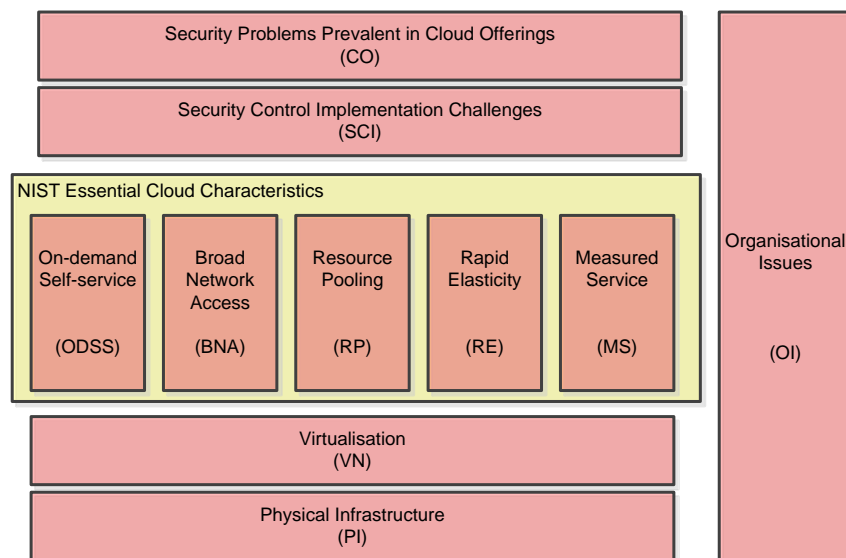 Security Problems Prevalent in Cloud Offerings
(CO)
Security Control Implementation Challenges
(SCI)
NIST Essential Cloud Characteristics
On-demand
Self-service
(ODSS)
Broad
Network
Access
(BNA)
Resource
Pooling
(RP)
Rapid
Elasticity
(RE)
Measured
Service
(MS)
Virtualisation
(VN)
Physical Infrastructure
(PI)
Organisational
Issues
(OI)